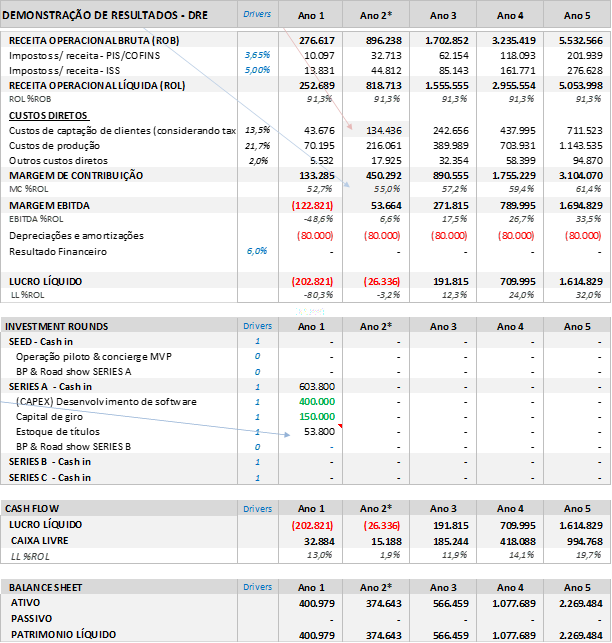 DEMONSTRAÇÃO DE RESULTADOS - DRE Drivers Ano 1 Ano 2* Ano 3 Ano 4 Ano 5
RECEITA OPERACIONAL BRUTA (ROB) 276.617 896.238 1.702.852 3.235.419 5.532.566
Impostos s/ receita - PIS/COFINS 3,65% 10.097 32.713 62.154 118.093 201.939
Impostos s/ receita - ISS 5,00% 13.831 44.812 85.143 161.771 276.628
RECEITA OPERACIONAL LÍQUIDA (ROL) 252.689 818.713 1.555.555 2.955.554 5.053.998
ROL %ROB 91,3% 91,3% 91,3% 91,3% 91,3%
CUSTOS DIRETOS
Custos de captação de clientes (considerando tax 13,5% 43.676 134.436 242.656 437.995 711.523
Custos de produção 21,7% 70.195 216.061 389.989 703.931 1.143.535
Outros custos diretos 2,0% 5.532 17.925 32.354 58.399 94.870
MARGEM DE CONTRIBUIÇÃO 133.285 450.292 890.555 1.755.229 3.104.070
MC %ROL 52,7% 55,0% 57,2% 59,4% 61,4%
MARGEM EBITDA (122.821) 53.664 271.815 789.995 1.694.829
EBITDA %ROL -48,6% 6,6% 17,5% 26,7% 33,5%
Depreciações e amortizações (80.000) (80.000) (80.000) (80.000) (80.000)
Resultado Financeiro 6,0% - - - - -
LUCRO LÍQUIDO (202.821) (26.336) 191.815 709.995 1.614.829
LL %ROL -80,3% -3,2% 12,3% 24,0% 32,0%
INVESTMENT ROUNDS Drivers Ano 1 Ano 2* Ano 3 Ano 4 Ano 5
SEED - Cash in 1 - - - - -
Operação piloto & concierge MVP 0 - - - - -
BP & Road show SERIES A 0 - - - - -
SERIES A - Cash in 1 603.800 - - - -
(CAPEX) Desenvolvimento de software 1 400.000 - - - -
Capital de giro 1 150.000 - - - -
Estoque de títulos 1 53.800 - - - -
BP & Road show SERIES B 0 - - - - -
SERIES B - Cash in 1 - - - - -
SERIES C - Cash in 1 - - - - -
CASH FLOW Drivers Ano 1 Ano 2* Ano 3 Ano 4 Ano 5
LUCRO LÍQUIDO (202.821) (26.336) 191.815 709.995 1.614.829
CAIXA LIVRE 32.884 15.188 185.244 418.088 994.768
LL %ROL 13,0% 1,9% 11,9% 14,1% 19,7%
BALANCE SHEET Drivers Ano 1 Ano 2* Ano 3 Ano 4 Ano 5
ATIVO 400.979 374.643 566.459 1.077.689 2.269.484
PASSIVO - - - - -
PATRIMONIO LÍQUIDO 400.979 374.643 566.459 1.077.689 2.269.484